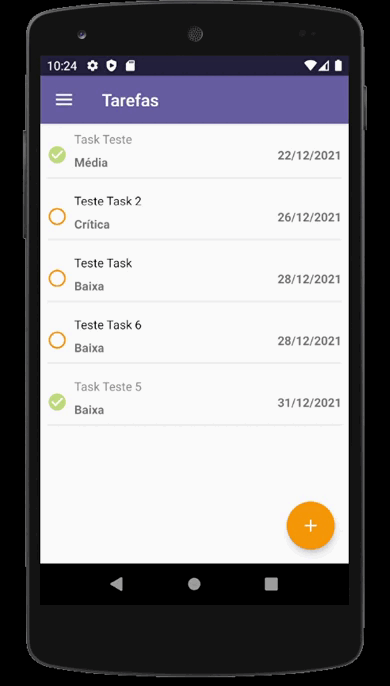 10:24
Tarefas
Task Teste
Média 22/12/2021
Teste Task 2
Crítica 26/12/2021
Teste Task
Baixa 28/12/2021
Teste Task 6
Baixa 28/12/2021
Task Teste 5
Baixa 31/12/2021